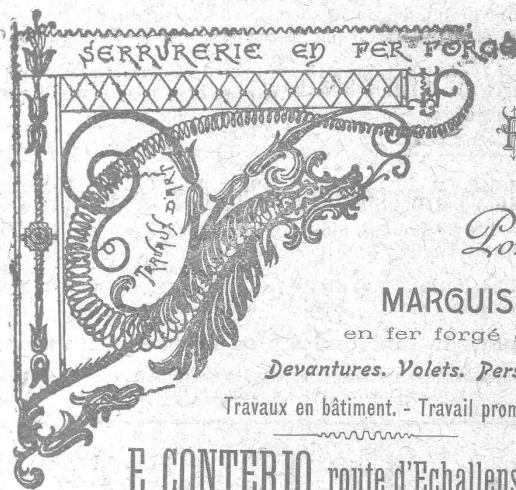 SERRURERIE EN FER FORGÉ
TRAVAUX D'ART
MARQUIS
en fer forgé
Devantures. Volets. Pers
Travaux en bâtiment. - Travail prom
E. CONTERIO route d'Echallens